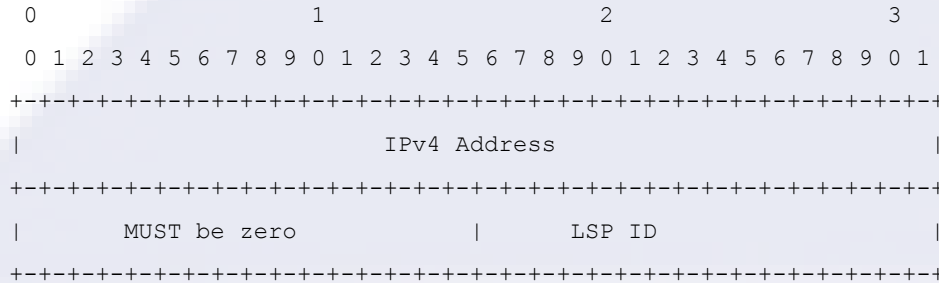 0                   1                   2                   3
0 1 2 3 4 5 6 7 8 9 0 1 2 3 4 5 6 7 8 9 0 1 2 3 4 5 6 7 8 9 0 1
+-+-+-+-+-+-+-+-+-+-+-+-+-+-+-+-+-+-+-+-+-+-+-+-+-+-+-+-+-+-+-+-+
|                         IPv4 Address                          |
+-+-+-+-+-+-+-+-+-+-+-+-+-+-+-+-+-+-+-+-+-+-+-+-+-+-+-+-+-+-+-+-+
|       MUST be zero            |      LSP ID                   |
+-+-+-+-+-+-+-+-+-+-+-+-+-+-+-+-+-+-+-+-+-+-+-+-+-+-+-+-+-+-+-+-+